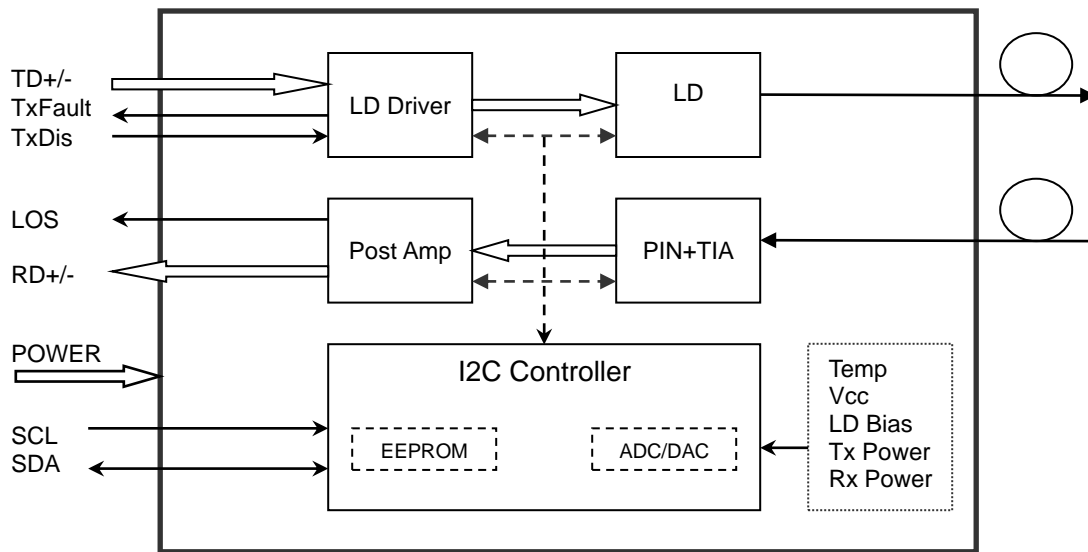 TD+/-
TxFault
TxDis
LD Driver
LD
LOS
RD+/-
Post Amp
PIN+TIA
POWER
SCL
SDA
I2C Controller
EEPROM
ADC/DAC
Temp
Vcc
LD Bias
Tx Power
Rx Power